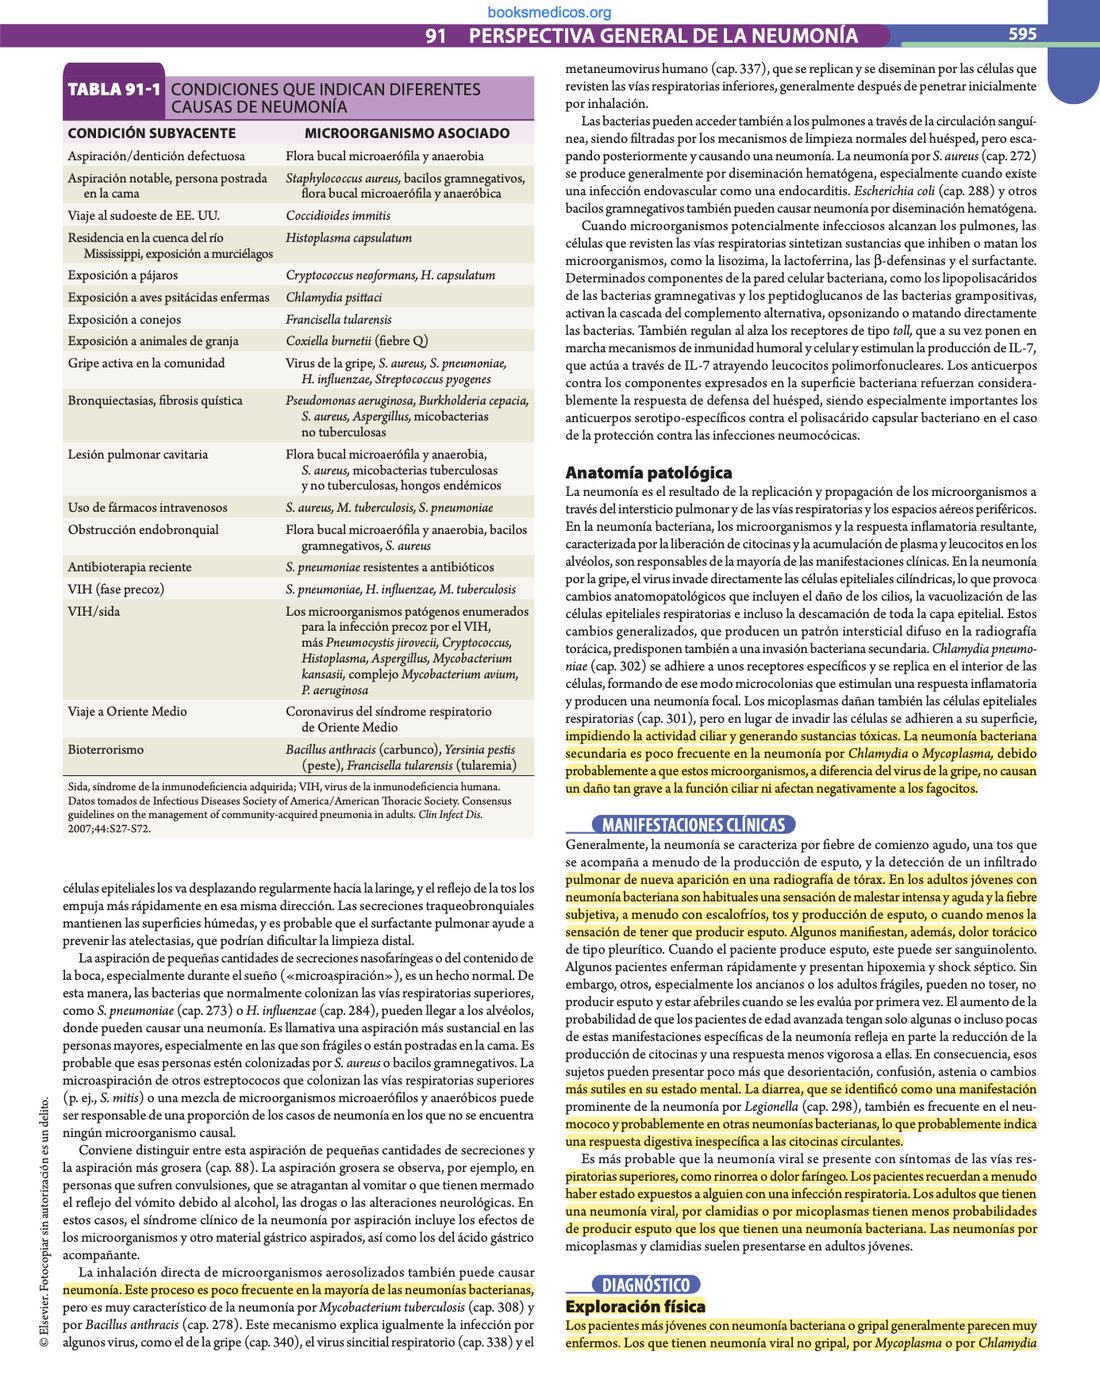 booksmedicos.org
91 PERSPECTIVA GENERAL DE LA NEUMONÍA 595
TABLA 91-1 CONDICIONES QUE INDICAN DIFERENTES
CAUSAS DE NEUMONÍA
CONDICIÓN SUBYACENTE MICROORGANISMO ASOCIADO
Aspiración/dentición defectuosa Flora bucal microaerófila y anaerobia
Aspiración notable, persona postrada Staphylococcus aureus, bacilos gramnegativos,
en la cama flora bucal microaerófila y anaeróbica
Viaje al sudoeste de EE. UU. Coccidioides immitis
Residencia en la cuenca del río Histoplasma capsulatum
Mississippi, exposición a murciélagos
Exposición a pájaros Cryptococcus neoformans, H. capsulatum
Exposición a aves psitácidas enfermas Chlamydia psittaci
Exposición a conejos Francisella tularensis
Exposición a animales de granja Coxiella burnetii (fiebre Q)
Gripe activa en la comunidad Virus de la gripe, S. aureus, S. pneumoniae,
H. influenzae, Streptococcus pyogenes
Bronquiectasias, fibrosis quística Pseudomonas aeruginosa, Burkholderia cepacia,
S. aureus, Aspergillus, micobacterias
no tuberculosas
Lesión pulmonar cavitaria Flora bucal microaerófila y anaerobia,
S. aureus, micobacterias tuberculosas
y no tuberculosas, hongos endémicos
Uso de fármacos intravenosos S. aureus, M. tuberculosis, S. pneumoniae
Obstrucción endobronquial Flora bucal microaerófila y anaerobia, bacilos
gramnegativos, S. aureus
Antibioterapia reciente S. pneumoniae resistentes a antibióticos
VIH (fase precoz) S. pneumoniae, H. influenzae, M. tuberculosis
VIH/sida Los microorganismos patógenos enumerados
para la infección precoz por el VIH,
más Pneumocystis jirovecii, Cryptococcus,
Histoplasma, Aspergillus, Mycobacterium
kansasii, complejo Mycobacterium avium,
P. aeruginosa
Viaje a Oriente Medio Coronavirus del síndrome respiratorio
de Oriente Medio
Bioterrorismo Bacillus anthracis (carbunco), Yersinia pestis
(peste), Francisella tularensis (tularemia)
Sida, síndrome de la inmunodeficiencia adquirida; VIH, virus de la inmunodeficiencia humana.
Datos tomados de Infectious Diseases Society of America/American Thoracic Society. Consensus
guidelines on the management of community-acquired pneumonia in adults. Clin Infect Dis.
2007;44:S27-S72.
células epiteliales los va desplazando regularmente hacia la laringe, y el reflejo de la tos los
empuja más rápidamente en esa misma dirección. Las secreciones traqueobronquiales
mantienen las superficies húmedas, y es probable que el surfactante pulmonar ayude a
prevenir las atelectasias, que podrían dificultar la limpieza distal.
La aspiración de pequeñas cantidades de secreciones nasofaríngeas o del contenido de
la boca, especialmente durante el sueño («microaspiración»), es un hecho normal. De
esta manera, las bacterias que normalmente colonizan las vías respiratorias superiores,
como S. pneumoniae (cap. 273) o H. influenzae (cap. 284), pueden llegar a los alvéolos,
donde pueden causar una neumonía. Es llamativa una aspiración más sustancial en las
personas mayores, especialmente en las que son frágiles o están postradas en la cama. Es
probable que esas personas estén colonizadas por S. aureus o bacilos gramnegativos. La
microaspiración de otros estreptococos que colonizan las vías respiratorias superiores
(p. ej., S. mitis) o una mezcla de microorganismos microaerófilos y anaeróbicos puede
ser responsable de una proporción de los casos de neumonía en los que no se encuentra
ningún microorganismo causal.
Conviene distinguir entre esta aspiración de pequeñas cantidades de secreciones y
la aspiración más grosera (cap. 88). La aspiración grosera se observa, por ejemplo, en
personas que sufren convulsiones, que se atragantan al vomitar o que tienen mermado
el reflejo del vómito debido al alcohol, las drogas o las alteraciones neurológicas. En
estos casos, el síndrome clínico de la neumonía por aspiración incluye los efectos de
los microorganismos y otro material gástrico aspirados, así como los del ácido gástrico
acompañante.
La inhalación directa de microorganismos aerosolizados también puede causar
neumonía. Este proceso es poco frecuente en la mayoría de las neumonías bacterianas,
pero es muy característico de la neumonía por Mycobacterium tuberculosis (cap. 308) y
por Bacillus anthracis (cap. 278). Este mecanismo explica igualmente la infección por
algunos virus, como el de la gripe (cap. 340), el virus sincitial respiratorio (cap. 338) y el
metaneumovirus humano (cap. 337), que se replican y se diseminan por las células que
revisten las vías respiratorias inferiores, generalmente después de penetrar inicialmente
por inhalación.
Las bacterias pueden acceder también a los pulmones a través de la circulación sanguí-
nea, siendo filtradas por los mecanismos de limpieza normales del huésped, pero esca-
pando posteriormente y causando una neumonía. La neumonía por S. aureus (cap. 272)
se produce generalmente por diseminación hematógena, especialmente cuando existe
una infección endovascular como una endocarditis. Escherichia coli (cap. 288) y otros
bacilos gramnegativos también pueden causar neumonía por diseminación hematógena.
Cuando microorganismos potencialmente infecciosos alcanzan los pulmones, las
células que revisten las vías respiratorias sintetizan sustancias que inhiben o matan los
microorganismos, como la lisozima, la lactoferrina, las β-defensinas y el surfactante.
Determinados componentes de la pared celular bacteriana, como los lipopolisacáridos
de las bacterias gramnegativas y los peptidoglucanos de las bacterias grampositivas,
activan la cascada del complemento alternativa, opsonizando o matando directamente
las bacterias. También regulan al alza los receptores de tipo toll, que a su vez ponen en
marcha mecanismos de inmunidad humoral y celular y estimulan la producción de IL-7,
que actúa a través de IL-7 atrayendo leucocitos polimorfonucleares. Los anticuerpos
contra los componentes expresados en la superficie bacteriana refuerzan considera-
blemente la respuesta de defensa del huésped, siendo especialmente importantes los
anticuerpos serotipo-específicos contra el polisacárido capsular bacteriano en el caso
de la protección contra las infecciones neumocócicas.
Anatomía patológica
La neumonía es el resultado de la replicación y propagación de los microorganismos a
través del intersticio pulmonar y de las vías respiratorias y los espacios aéreos periféricos.
En la neumonía bacteriana, los microorganismos y la respuesta inflamatoria resultante,
caracterizada por la liberación de citocinas y la acumulación de plasma y leucocitos en los
alvéolos, son responsables de la mayoría de las manifestaciones clínicas. En la neumonía
por la gripe, el virus invade directamente las células epiteliales cilíndricas, lo que provoca
cambios anatomopatológicos que incluyen el daño de los cilios, la vacuolización de las
células epiteliales respiratorias e incluso la descamación de toda la capa epitelial. Estos
cambios generalizados, que producen un patrón intersticial difuso en la radiografía
torácica, predisponen también a una invasión bacteriana secundaria. Chlamydia pneumo-
niae (cap. 302) se adhiere a unos receptores específicos y se replica en el interior de las
células, formando de ese modo microcolonias que estimulan una respuesta inflamatoria
y producen una neumonía focal. Los micoplasmas dañan también las células epiteliales
respiratorias (cap. 301), pero en lugar de invadir las células se adhieren a su superficie,
impidiendo la actividad ciliar y generando sustancias tóxicas. La neumonía bacteriana
secundaria es poco frecuente en la neumonía por Chlamydia o Mycoplasma, debido
probablemente a que estos microorganismos, a diferencia del virus de la gripe, no causan
un daño tan grave a la función ciliar ni afectan negativamente a los fagocitos.
MANIFESTACIONES CLÍNICAS
Generalmente, la neumonía se caracteriza por fiebre de comienzo agudo, una tos que
se acompaña a menudo de la producción de esputo, y la detección de un infiltrado
pulmonar de nueva aparición en una radiografía de tórax. En los adultos jóvenes con
neumonía bacteriana son habituales una sensación de malestar intensa y aguda y la fiebre
subjetiva, a menudo con escalofríos, tos y producción de esputo, o cuando menos la
sensación de tener que producir esputo. Algunos manifiestan, además, dolor torácico
de tipo pleurítico. Cuando el paciente produce esputo, este puede ser sanguinolento.
Algunos pacientes enferman rápidamente y presentan hipoxemia y shock séptico. Sin
embargo, otros, especialmente los ancianos o los adultos frágiles, pueden no toser, no
producir esputo y estar afebriles cuando se les evalúa por primera vez. El aumento de la
probabilidad de que los pacientes de edad avanzada tengan solo algunas o incluso pocas
de estas manifestaciones específicas de la neumonía refleja en parte la reducción de la
producción de citocinas y una respuesta menos vigorosa a ellas. En consecuencia, esos
sujetos pueden presentar poco más que desorientación, confusión, astenia o cambios
más sutiles en su estado mental. La diarrea, que se identificó como una manifestación
prominente de la neumonía por Legionella (cap. 298), también es frecuente en el neu-
mococo y probablemente en otras neumonías bacterianas, lo que probablemente indica
una respuesta digestiva inespecífica a las citocinas circulantes.
Es más probable que la neumonía viral se presente con síntomas de las vías res-
piratorias superiores, como rinorrea o dolor faríngeo. Los pacientes recuerdan a menudo
haber estado expuestos a alguien con una infección respiratoria. Los adultos que tienen
una neumonía viral, por clamidias o por micoplasmas tienen menos probabilidades
de producir esputo que los que tienen una neumonía bacteriana. Las neumonías por
micoplasmas y clamidias suelen presentarse en adultos jóvenes.
DIAGNÓSTICO
Exploración física
Los pacientes más jóvenes con neumonía bacteriana o gripal generalmente parecen muy
enfermos. Los que tienen neumonía viral no gripal, por Mycoplasma o por Chlamydia
© Elsevier. Fotocopiar sin autorización es un delito.